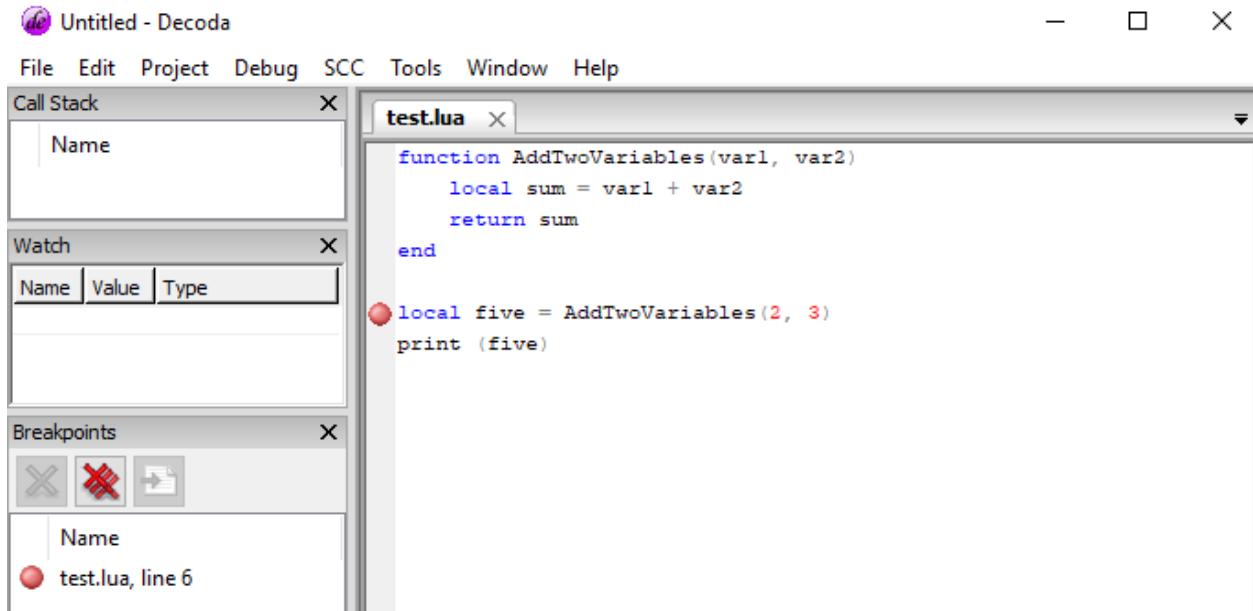 Untitled - Decoda
File Edit Project Debug SCC Tools Window Help
Call Stack
Name
Watch
Name Value Type
Breakpoints
Name
test.lua, line 6
test.lua
function AddTwoVariables(var1, var2)
local sum = var1 + var2
return sum
end
local five = AddTwoVariables(2, 3)
print (five)